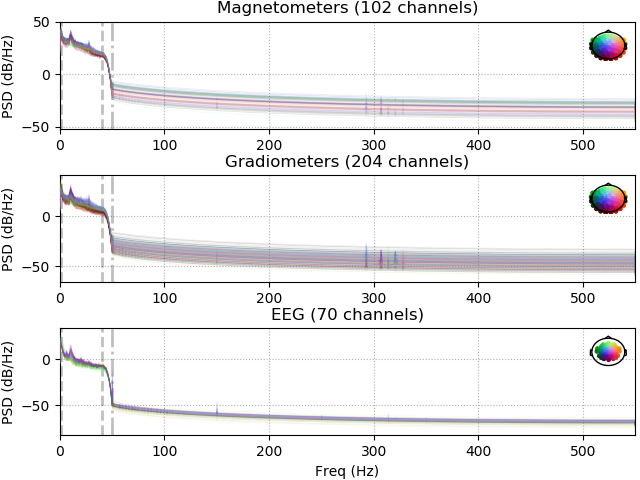 Magnetometers (102 channels)
50
0
−50
PSD (dB/Hz)
0 100 200 300 400 500
Gradiometers (204 channels)
0
−50
PSD (dB/Hz)
0 100 200 300 400 500
EEG (70 channels)
0
−50
PSD (dB/Hz)
0 100 200 300 400 500
Freq (Hz)